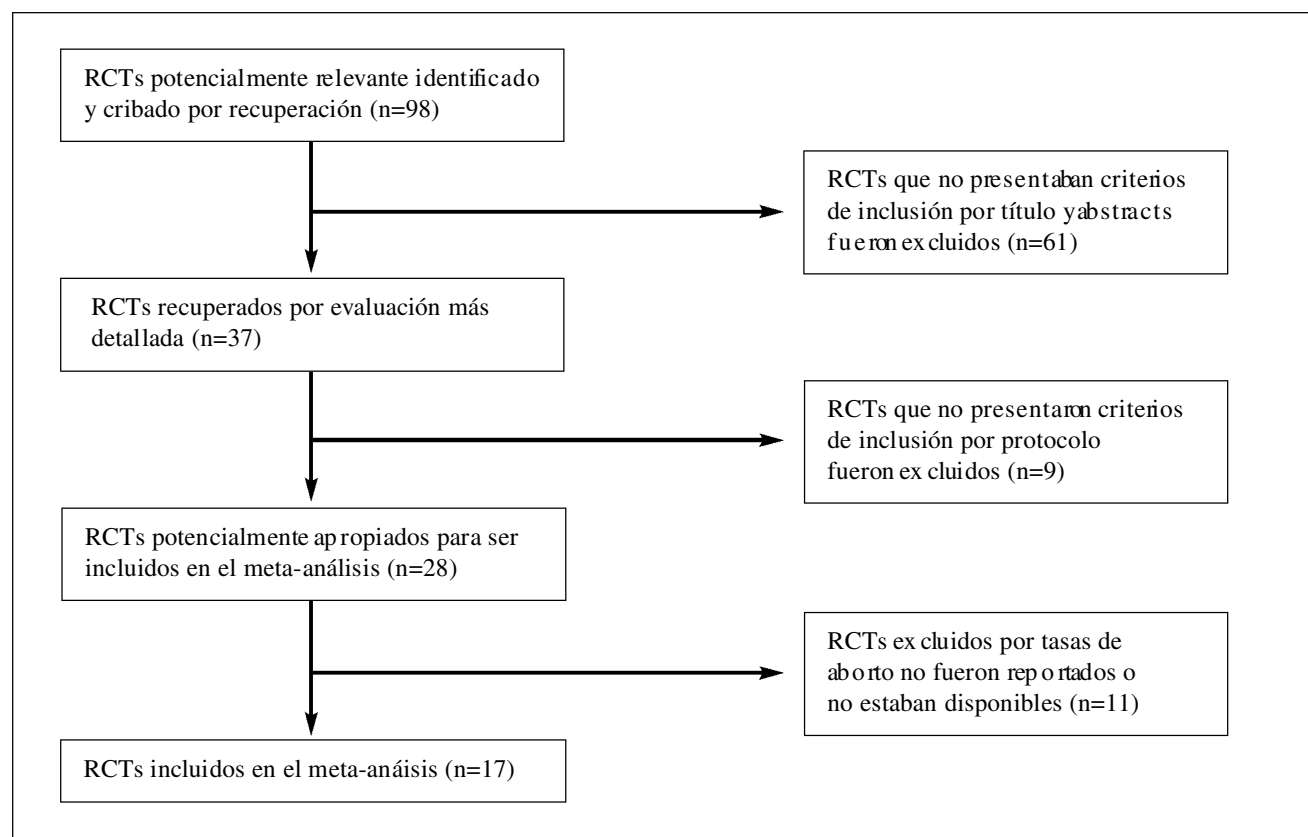 RCTs potencialmente relevante identificado
y cribado por recuperación (n=98)
RCTs que no presentaban criterios
de inclusión por título yabstracts
fueron excluidos (n=61)
RCTs recuperados por evaluación más
detallada (n=37)
RCTs que no presentaron criterios
de inclusión por protocolo
fueron excluidos (n=9)
RCTs potencialmente apropiados para ser
incluidos en el meta-análisis (n=28)
RCTs excluidos por tasas de
aborto no fueron reportados o
no estaban disponibles (n=11)
RCTs incluidos en el meta-anáisis (n=17)